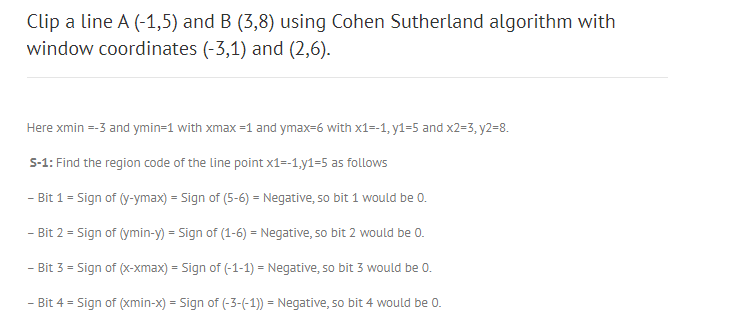 Clip a line A (-1,5) and B (3,8) using Cohen Sutherland algorithm with
window coordinates (-3,1) and (2,6).
Here xmin =-3 and ymin=1 with xmax =1 and ymax=6 with x1=-1, y1=5 and x2=3, y2=8.
S-1: Find the region code of the line point x1=-1,y1=5 as follows
– Bit 1 = Sign of (y-ymax) = Sign of (5-6) = Negative, so bit 1 would be 0.
– Bit 2 = Sign of (ymin-y) = Sign of (1-6) = Negative, so bit 2 would be 0.
– Bit 3 = Sign of (x-xmax) = Sign of (-1-1) = Negative, so bit 3 would be 0.
– Bit 4 = Sign of (xmin-x) = Sign of (-3-(-1)) = Negative, so bit 4 would be 0.